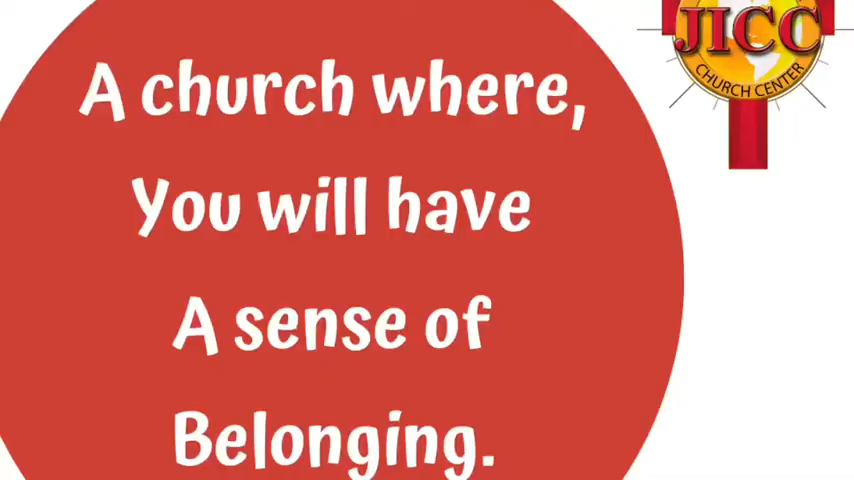 JICC
CHURCH CENTER
A church where,
You will have
A sense of
Belonging.